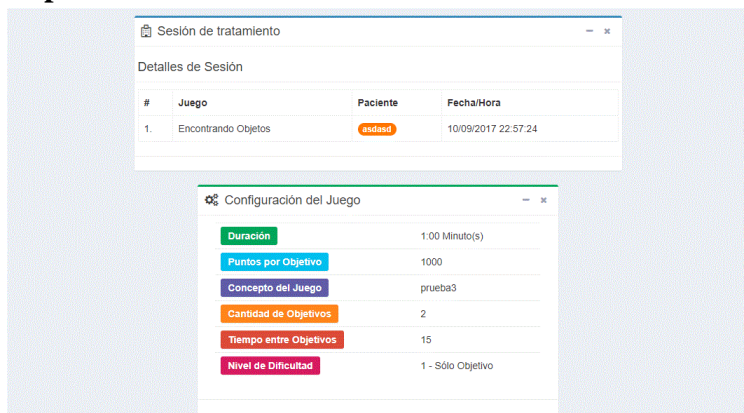 Sesión de tratamiento
Detalles de Sesión
# Juego Paciente Fecha/Hora
1. Encontrando Objetos asdasd 10/09/2017 22:57:24
Configuración del Juego
Duración 1:00 Minuto(s)
Puntos por Objetivo 1000
Concepto del Juego prueba3
Cantidad de Objetivos 2
Tiempo entre Objetivos 15
Nivel de Dificultad 1 - Sólo Objetivo